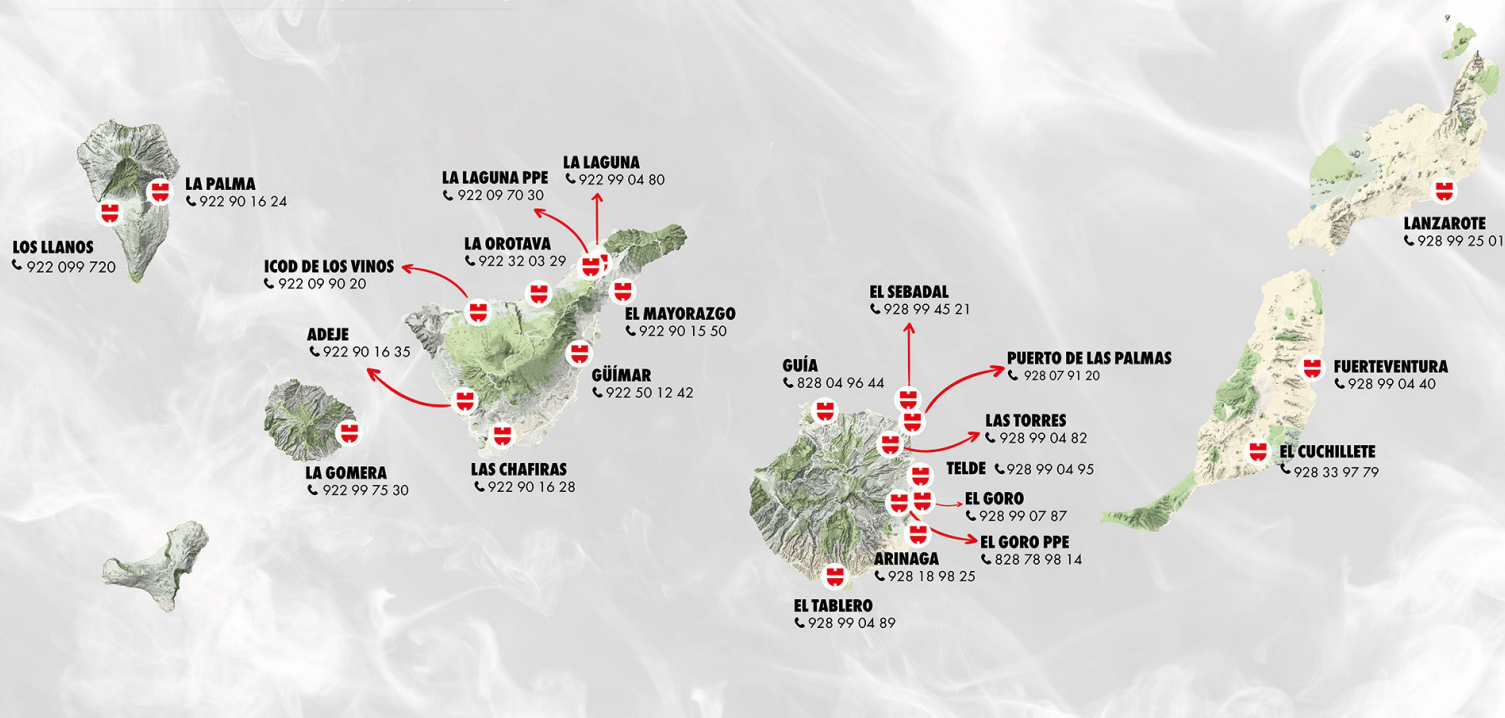 LA PALMA
922 90 16 24
LOS LLANOS
922 099 720
LA LAGUNA
922 99 04 80
LA LAGUNA PPE
922 09 70 30
LA OROTAVA
922 32 03 29
ICOD DE LOS VINOS
922 09 90 20
EL MAYORAZGO
922 90 15 50
ADEJE
922 90 16 35
GÜÍMAR
922 50 12 42
LA GOMERA
922 99 75 30
LAS CHAFIRAS
922 90 16 28
EL SEBADAL
928 99 45 21
PUERTO DE LAS PALMAS
928 07 91 20
GUÍA
828 04 96 44
LAS TORRES
928 99 04 82
TELDE 928 99 04 95
EL GORO
928 99 07 87
EL GORO PPE
828 78 98 14
ARINAGA
928 18 98 25
EL TABLERO
928 99 04 89
LANZAROTE
928 99 25 01
FUERTEVENTURA
928 99 04 40
EL CUCHILLETE
928 33 97 79